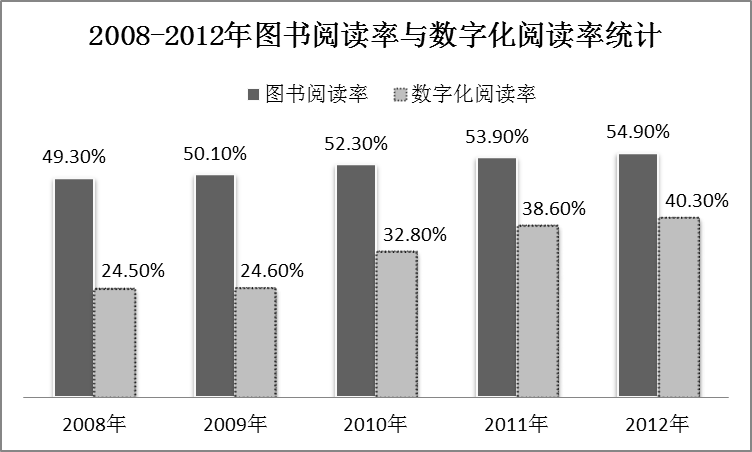 2008-2012年图书阅读率与数字化阅读率统计
图书阅读率 数字化阅读率
49.30% 50.10% 52.30% 53.90% 54.90%
24.50% 24.60% 32.80% 38.60% 40.30%
2008年 2009年 2010年 2011年 2012年